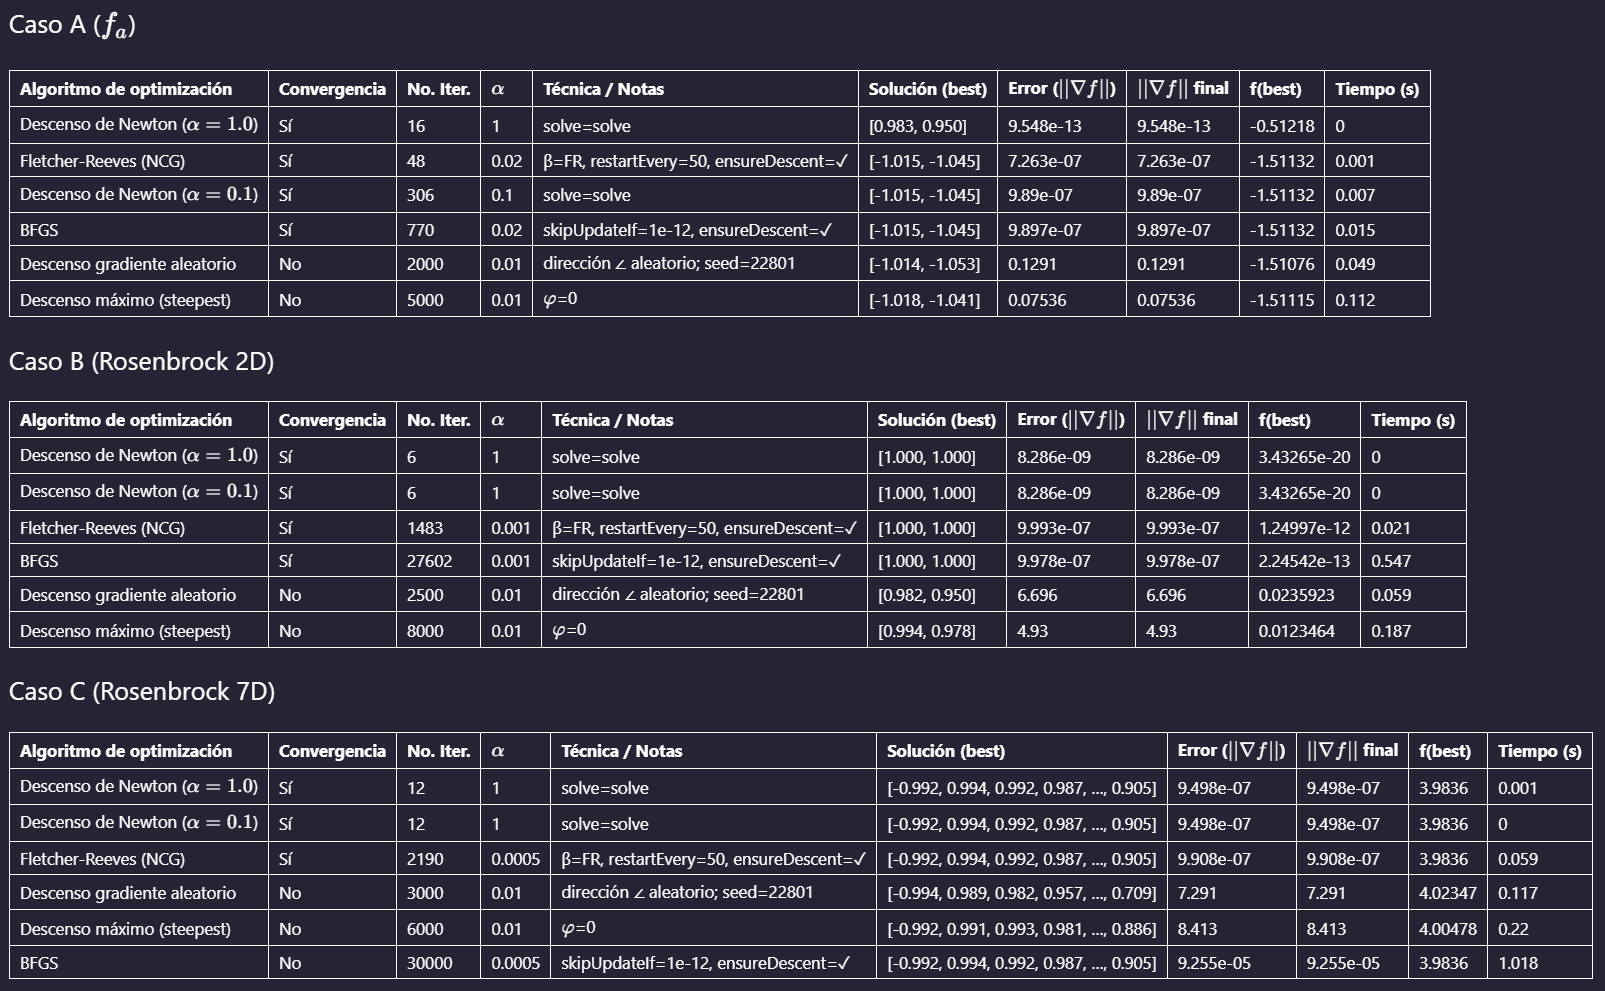 Caso A (fₐ)
Algoritmo de optimización Convergencia No. Iter. α Técnica / Notas Solución (best) Error (||∇f||) ||∇f|| final f(best) Tiempo (s)
Descenso de Newton (α = 1.0) Sí 16 1 solve=solve [0.983, 0.950] 9.548e-13 9.548e-13 -0.51218 0
Fletcher-Reeves (NCG) Sí 48 0.02 β=FR, restartEvery=50, ensureDescent=✓ [-1.015, -1.045] 7.263e-07 7.263e-07 -1.51132 0.001
Descenso de Newton (α = 0.1) Sí 306 0.1 solve=solve [-1.015, -1.045] 9.89e-07 9.89e-07 -1.51132 0.007
BFGS Sí 770 0.02 skipUpdateIf=1e-12, ensureDescent=✓ [-1.015, -1.045] 9.897e-07 9.897e-07 -1.51132 0.015
Descenso gradiente aleatorio No 2000 0.01 dirección ∠ aleatorio; seed=22801 [-1.014, -1.053] 0.1291 0.1291 -1.51076 0.049
Descenso máximo (steepest) No 5000 0.01 φ=0 [-1.018, -1.041] 0.07536 0.07536 -1.51115 0.112
Caso B (Rosenbrock 2D)
Algoritmo de optimización Convergencia No. Iter. α Técnica / Notas Solución (best) Error (||∇f||) ||∇f|| final f(best) Tiempo (s)
Descenso de Newton (α = 1.0) Sí 6 1 solve=solve [1.000, 1.000] 8.286e-09 8.286e-09 3.43265e-20 0
Descenso de Newton (α = 0.1) Sí 6 1 solve=solve [1.000, 1.000] 8.286e-09 8.286e-09 3.43265e-20 0
Fletcher-Reeves (NCG) Sí 1483 0.001 β=FR, restartEvery=50, ensureDescent=✓ [1.000, 1.000] 9.993e-07 9.993e-07 1.24997e-12 0.021
BFGS Sí 27602 0.001 skipUpdateIf=1e-12, ensureDescent=✓ [1.000, 1.000] 9.978e-07 9.978e-07 2.24542e-13 0.547
Descenso gradiente aleatorio No 2500 0.01 dirección ∠ aleatorio; seed=22801 [0.982, 0.950] 6.696 6.696 0.0235923 0.059
Descenso máximo (steepest) No 8000 0.01 φ=0 [0.994, 0.978] 4.93 4.93 0.0123464 0.187
Caso C (Rosenbrock 7D)
Algoritmo de optimización Convergencia No. Iter. α Técnica / Notas Solución (best) Error (||∇f||) ||∇f|| final f(best) Tiempo (s)
Descenso de Newton (α = 1.0) Sí 12 1 solve=solve [-0.992, 0.994, 0.992, 0.987, ..., 0.905] 9.498e-07 9.498e-07 3.9836 0.001
Descenso de Newton (α = 0.1) Sí 12 1 solve=solve [-0.992, 0.994, 0.992, 0.987, ..., 0.905] 9.498e-07 9.498e-07 3.9836 0
Fletcher-Reeves (NCG) Sí 2190 0.0005 β=FR, restartEvery=50, ensureDescent=✓ [-0.992, 0.994, 0.992, 0.987, ..., 0.905] 9.908e-07 9.908e-07 3.9836 0.059
Descenso gradiente aleatorio No 3000 0.01 dirección ∠ aleatorio; seed=22801 [-0.994, 0.989, 0.982, 0.957, ..., 0.709] 7.291 7.291 4.02347 0.117
Descenso máximo (steepest) No 6000 0.01 φ=0 [-0.992, 0.991, 0.993, 0.981, ..., 0.886] 8.413 8.413 4.00478 0.22
BFGS No 30000 0.0005 skipUpdateIf=1e-12, ensureDescent=✓ [-0.992, 0.994, 0.992, 0.987, ..., 0.905] 9.255e-05 9.255e-05 3.9836 1.018